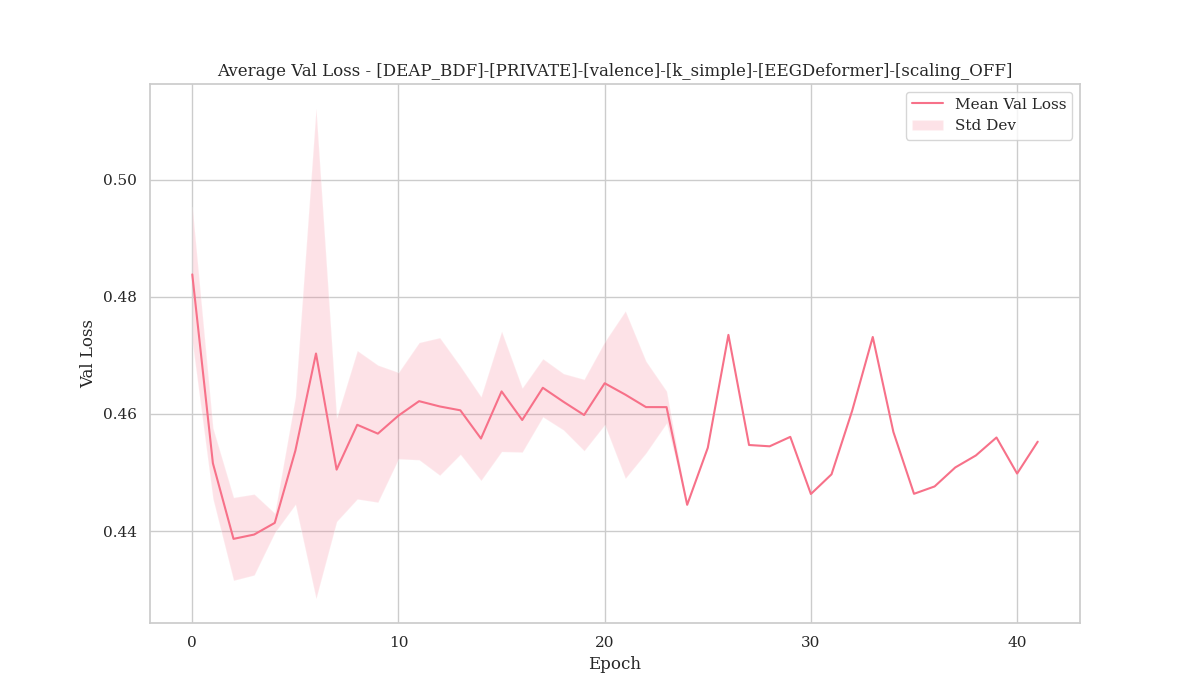 Average Val Loss - [DEAP_BDF]-[PRIVATE]-[valence]-[k_simple]-[EEGDeformer]-[scaling_OFF]
Mean Val Loss
Std Dev
0.50
0.48
0.46
0.44
Val Loss
0
10
20
30
40
Epoch